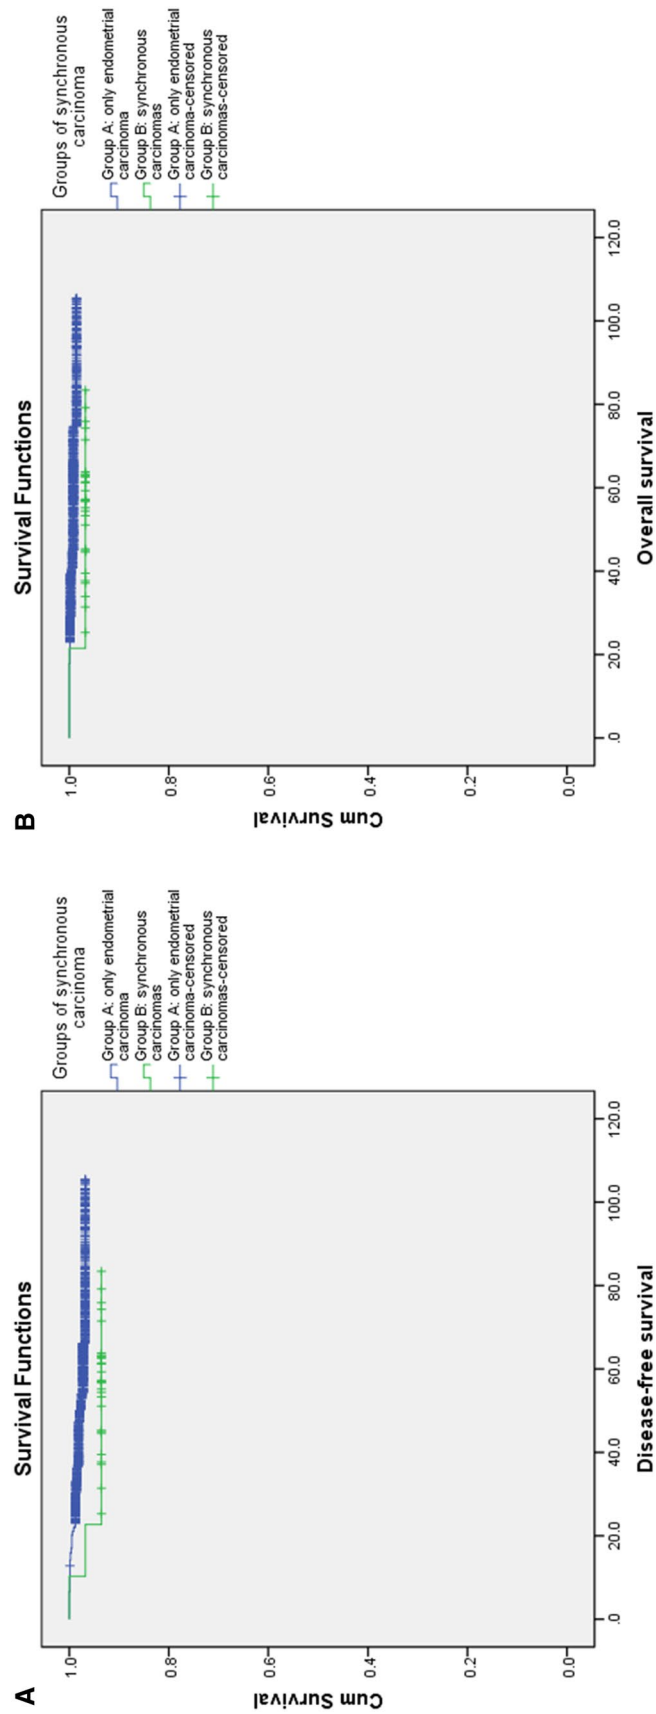 A
Survival Functions
Cum Survival
1.0
0.8
0.6
0.4
0.2
0.0
.0
20.0
40.0
60.0
80.0
100.0
120.0
Disease-free survival
Groups of synchronous
carcinoma
Group A: only endometrial
carcinoma
Group B: synchronous
carcinomas
Group A: only endometrial
carcinoma-censored
Group B: synchronous
carcinomas-censored
B
Survival Functions
Cum Survival
1.0
0.8
0.6
0.4
0.2
0.0
.0
20.0
40.0
60.0
80.0
100.0
120.0
Overall survival
Groups of synchronous
carcinoma
Group A: only endometrial
carcinoma
Group B: synchronous
carcinomas
Group A: only endometrial
carcinoma-censored
Group B: synchronous
carcinomas-censored